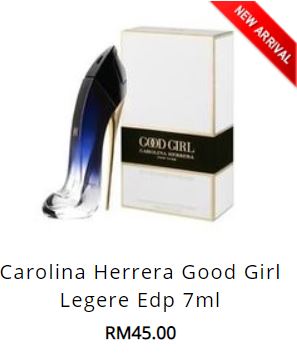 NEW ARRIVAL
GOOD GIRL
CAROLINA HERRERA
Carolina Herrera Good Girl
Legere Edp 7ml
RM45.00